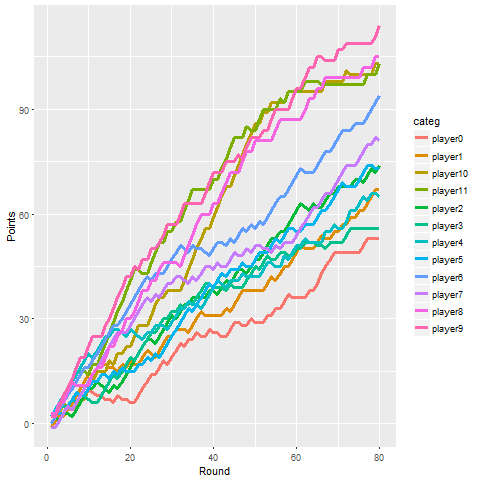 90
60
30
0
Points
0 20 40 60 80
Round
categ
player0
player1
player10
player11
player2
player3
player4
player5
player6
player7
player8
player9